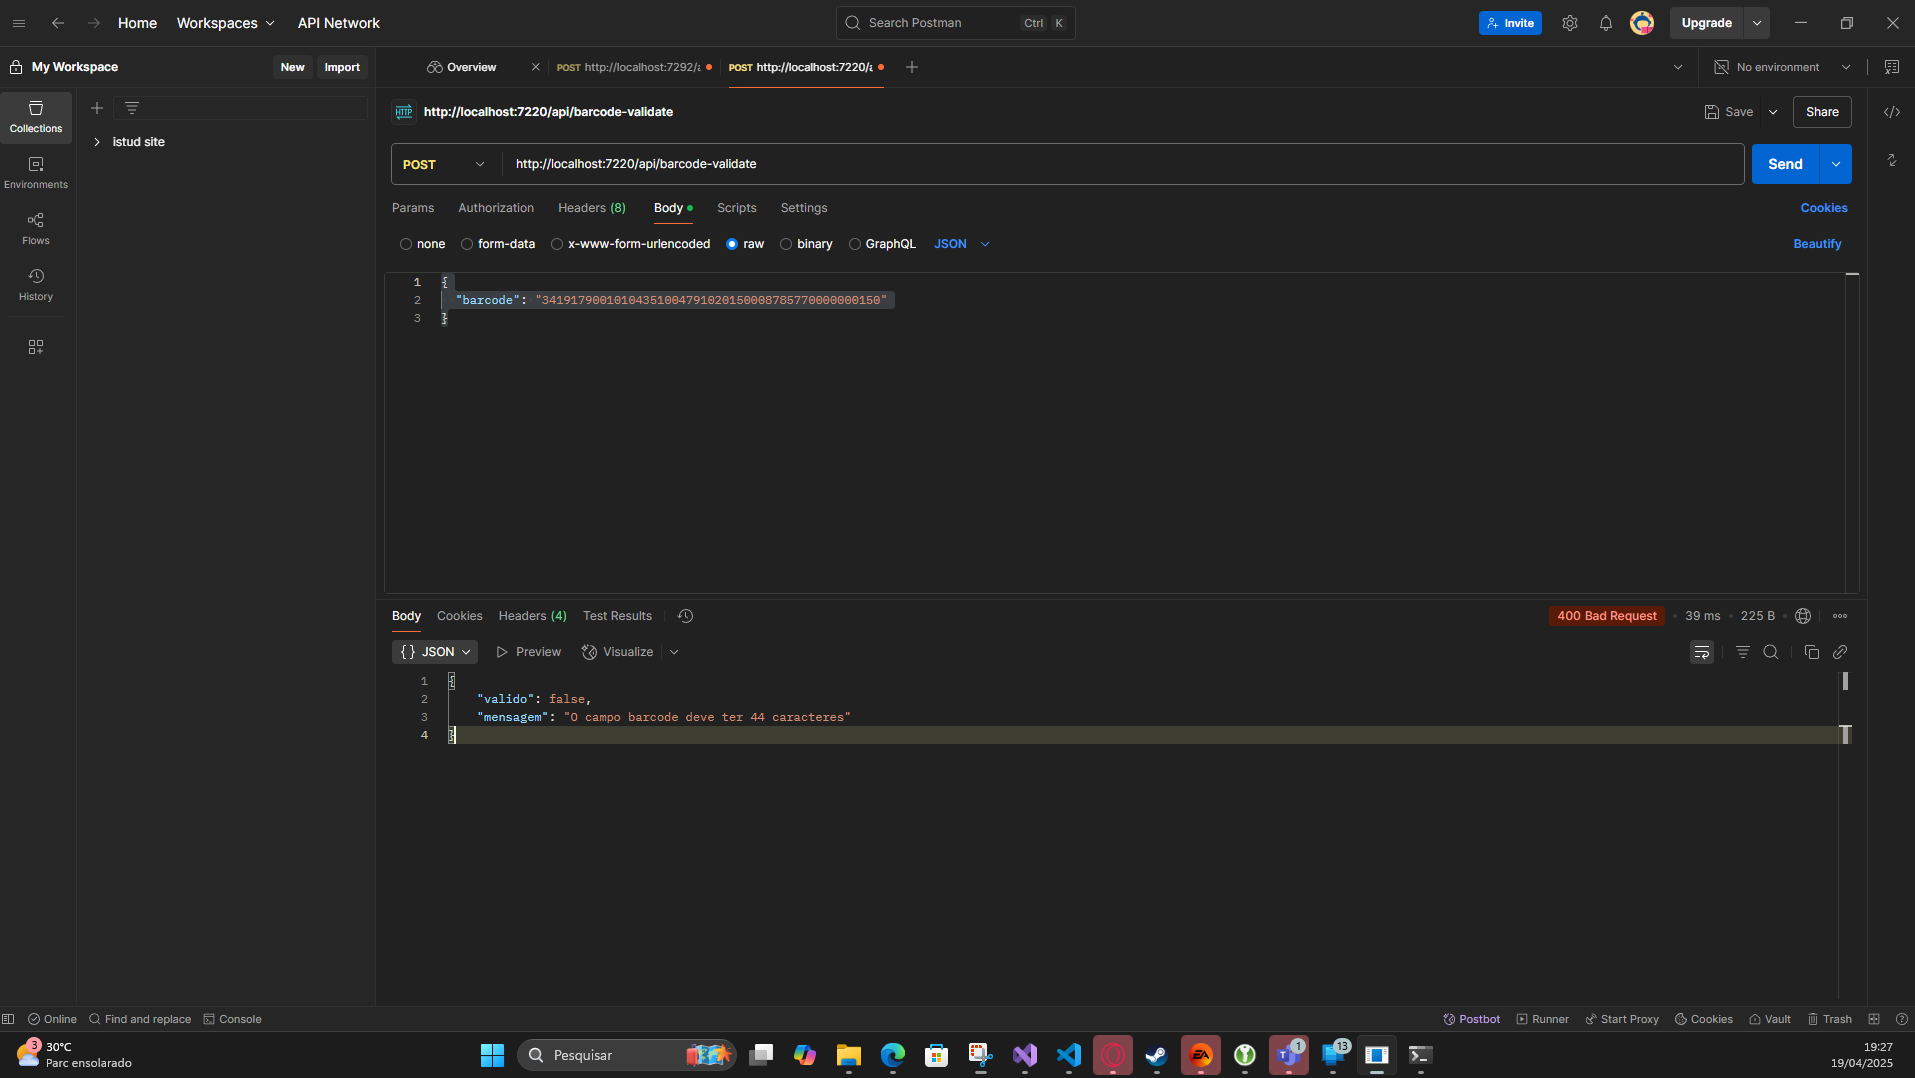 Home
Workspaces
API Network
Search Postman
Ctrl K
Invite
Upgrade
My Workspace
New
Import
Overview
POST http://localhost:7292/a
POST http://localhost:7220/a
No environment
Collections
Environments
Flows
History
istud site
HTTP
http://localhost:7220/api/barcode-validate
Save
Share
POST
http://localhost:7220/api/barcode-validate
Send
Params
Authorization
Headers (8)
Body
Scripts
Settings
Cookies
none
form-data
x-www-form-urlencoded
raw
binary
GraphQL
JSON
Beautify
1 {
2 "barcode": "34191790010104351004791020150008785770000000150"
3 }
Body
Cookies
Headers (4)
Test Results
400 Bad Request
39 ms
225 B
{} JSON
Preview
Visualize
1 {
2 "valido": false,
3 "mensagem": "O campo barcode deve ter 44 caracteres"
4 }
Online
Find and replace
Console
Postbot
Runner
Start Proxy
Cookies
Vault
Trash
3
30°C
Parc ensolarado
Pesquisar
EA
1
13
19:27
19/04/2025